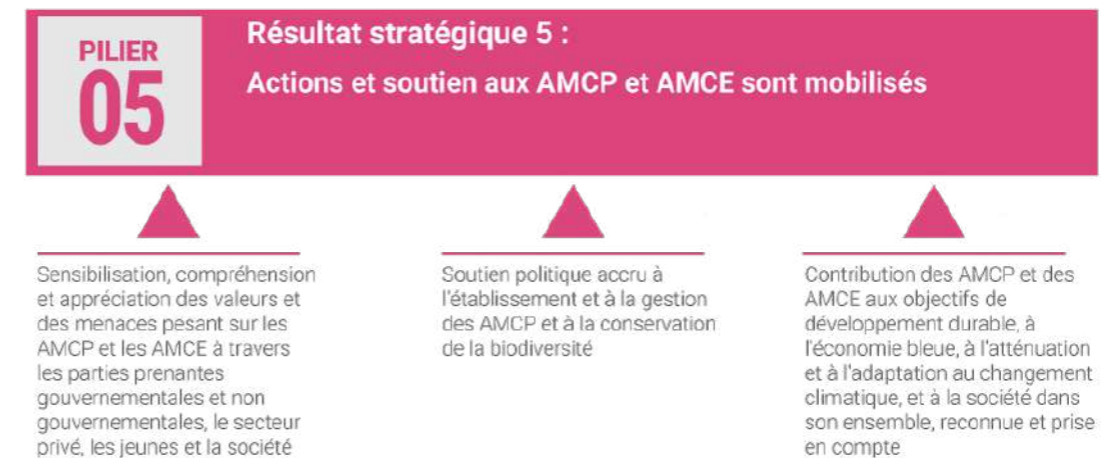 PILIER
05
Résultat stratégique 5 :
Actions et soutien aux AMCP et AMCE sont mobilisés
Sensibilisation, compréhension
et appréciation des valeurs et
des menaces pesant sur les
AMCP et les AMCE à travers
les parties prenantes
gouvernementales et non
gouvernementales, le secteur
privé, les jeunes et la société
Soutien politique accru à
l'établissement et à la gestion
des AMCP et à la conservation
de la biodiversité
Contribution des AMCP et des
AMCE aux objectifs de
développement durable, à
l'économie bleue, à l'atténuation
et à l'adaptation au changement
climatique, et à la société dans
son ensemble, reconnue et prise
en compte